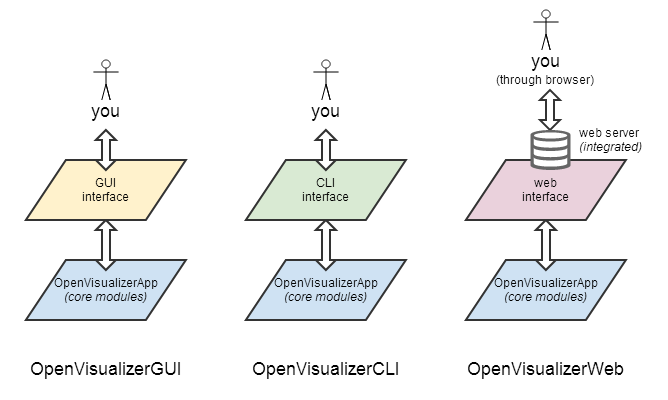 you
GUI
interface
OpenVisualizerApp
(core modules)
OpenVisualizerGUI
you
CLI
interface
OpenVisualizerApp
(core modules)
OpenVisualizerCLI
you
(through browser)
web server
(integrated)
web
interface
OpenVisualizerApp
(core modules)
OpenVisualizerWeb